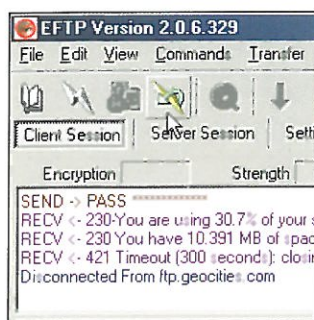 EFTP Version 2.0.6.329
File Edit View Commands Transfer
Client Session Server Session
Encryption Strength
SEND -> PASS ************
RECV <- 230-You are using 30.7% of your
RECV <- 230 You have 10.391 MB of
RECV <- 421 Timeout (300 seconds):
Disconnected From ftp.geocities.com